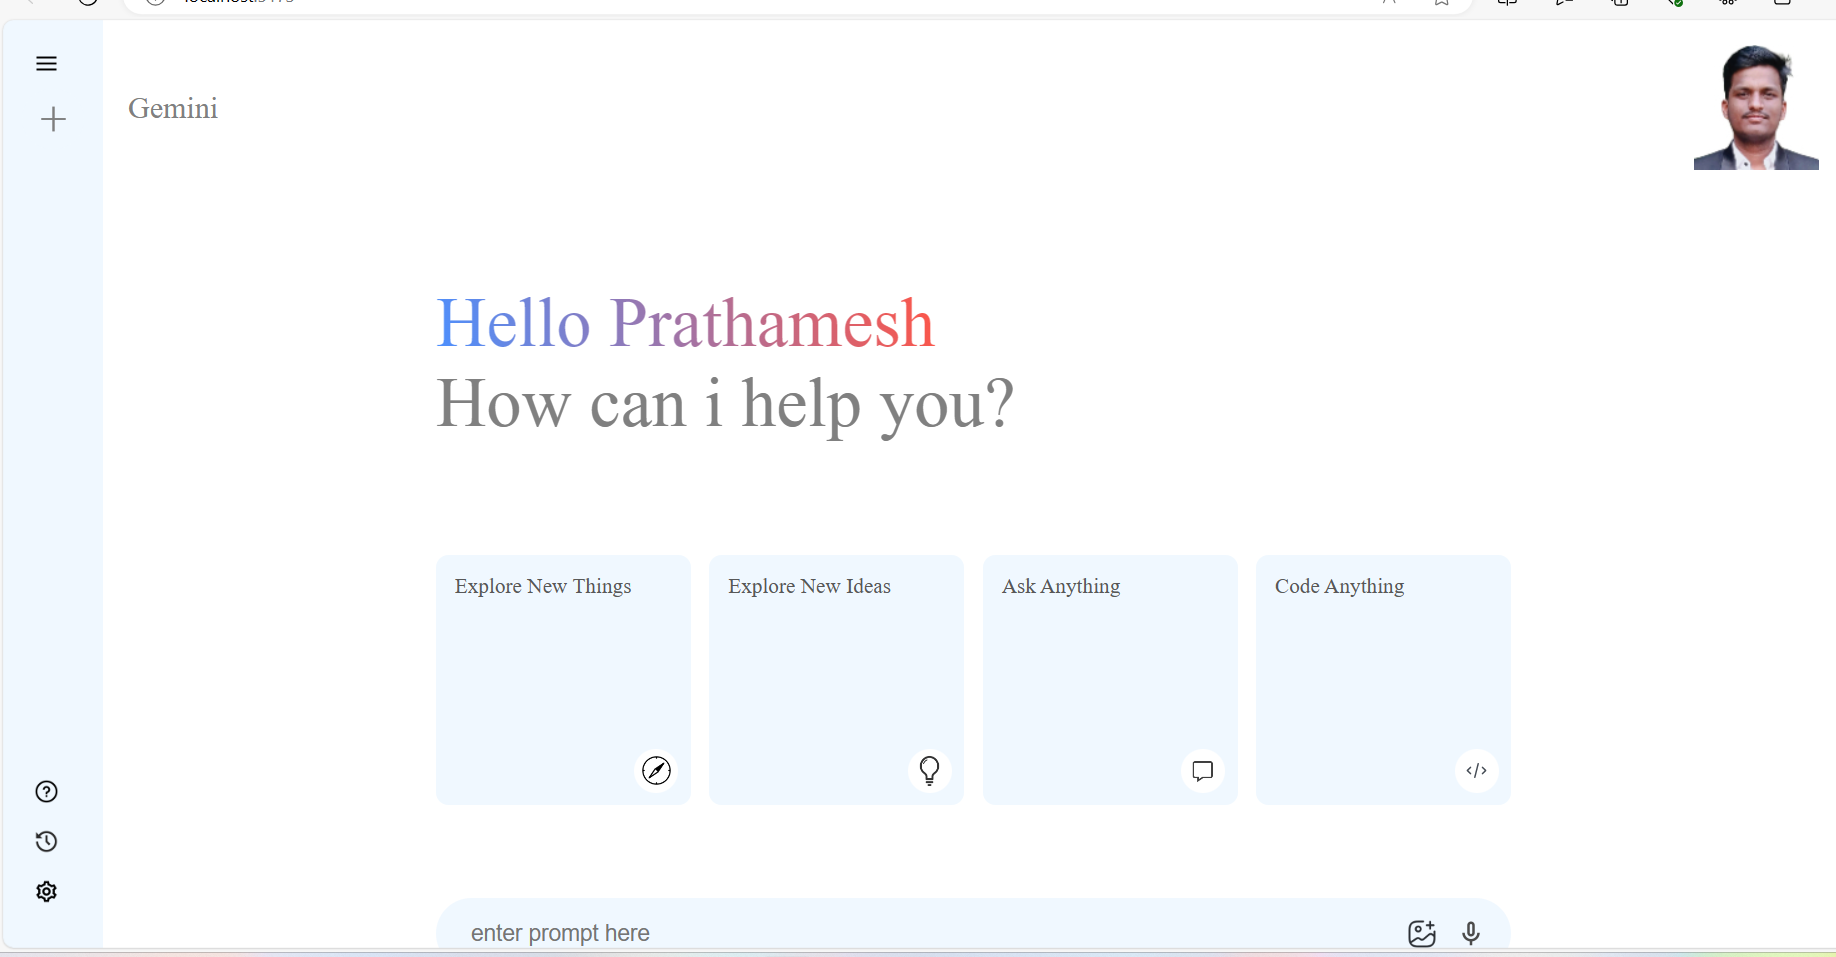 Gemini
Hello Prathamesh
How can i help you?
Explore New Things
Explore New Ideas
Ask Anything
Code Anything
</>
enter prompt here